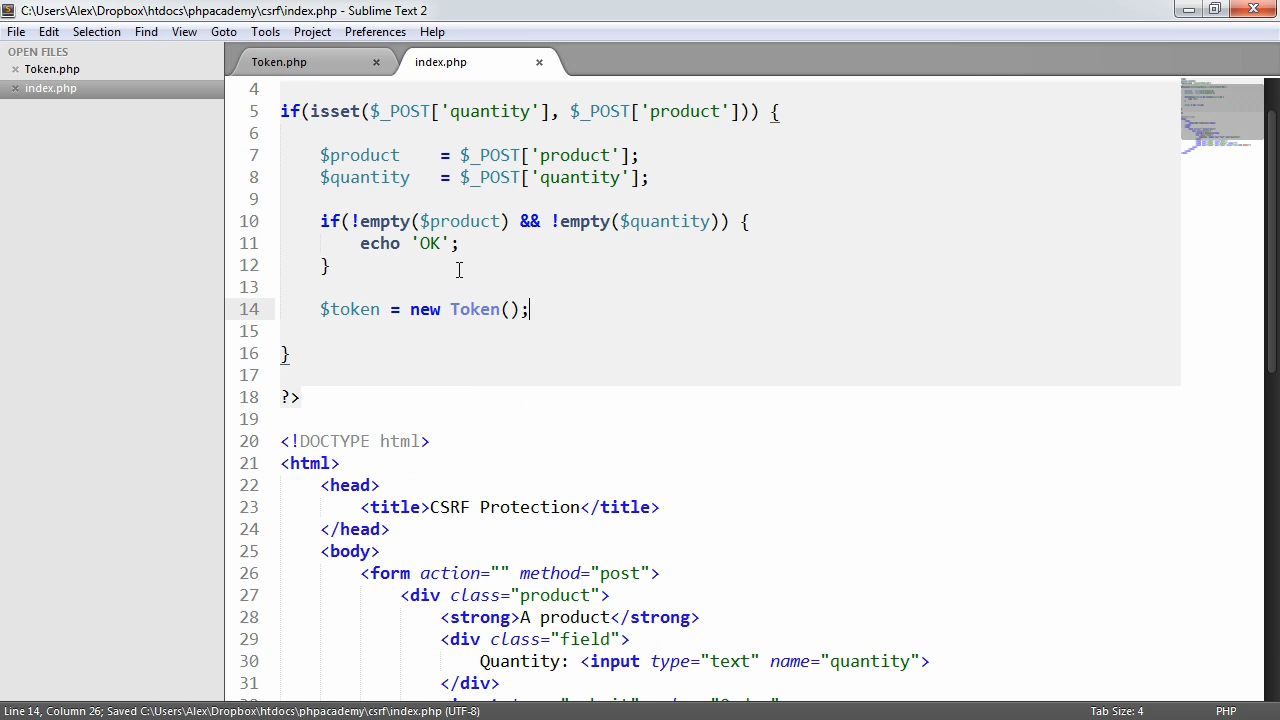 C:\Users\Alex\Dropbox\htdocs\phpacademy\csrf\index.php - Sublime Text 2
File Edit Selection Find View Goto Tools Project Preferences Help
OPEN FILES
Token.php
index.php
Token.php index.php
4
5 if(isset($_POST['quantity'], $_POST['product'])) {
6
7 $product = $_POST['product'];
8 $quantity = $_POST['quantity'];
9
10 if(!empty($product) && !empty($quantity)) {
11 echo 'OK';
12 }
13
14 $token = new Token();
15
16 }
17
18 ?>
19
20 <!DOCTYPE html>
21 <html>
22 <head>
23 <title>CSRF Protection</title>
24 </head>
25 <body>
26 <form action="" method="post">
27 <div class="product">
28 <strong>A product</strong>
29 <div class="field">
30 Quantity: <input type="text" name="quantity">
31 </div>
Line 14, Column 26; Saved C:\Users\Alex\Dropbox\htdocs\phpacademy\csrf\index.php (UTF-8) Tab Size: 4 PHP